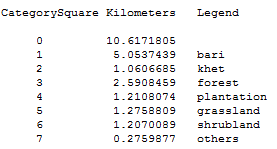 CategorySquare Kilometers Legend
0 10.6171805
1 5.0537439 bari
2 1.0606685 khet
3 2.5908459 forest
4 1.2108074 plantation
5 1.2758809 grassland
6 1.2070089 shrubland
7 0.2759877 others